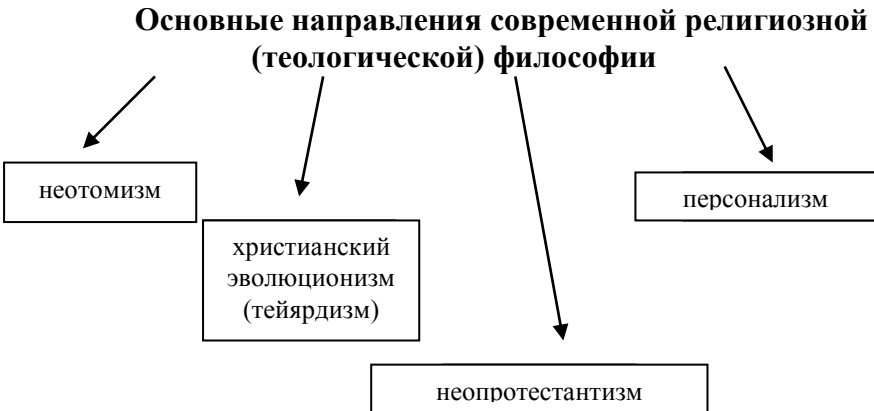 Основные направления современной религиозной
(теологической) философии
неотомизм
персонализм
христианский
эволюционизм
(тейярдизм)
неопротестантизм